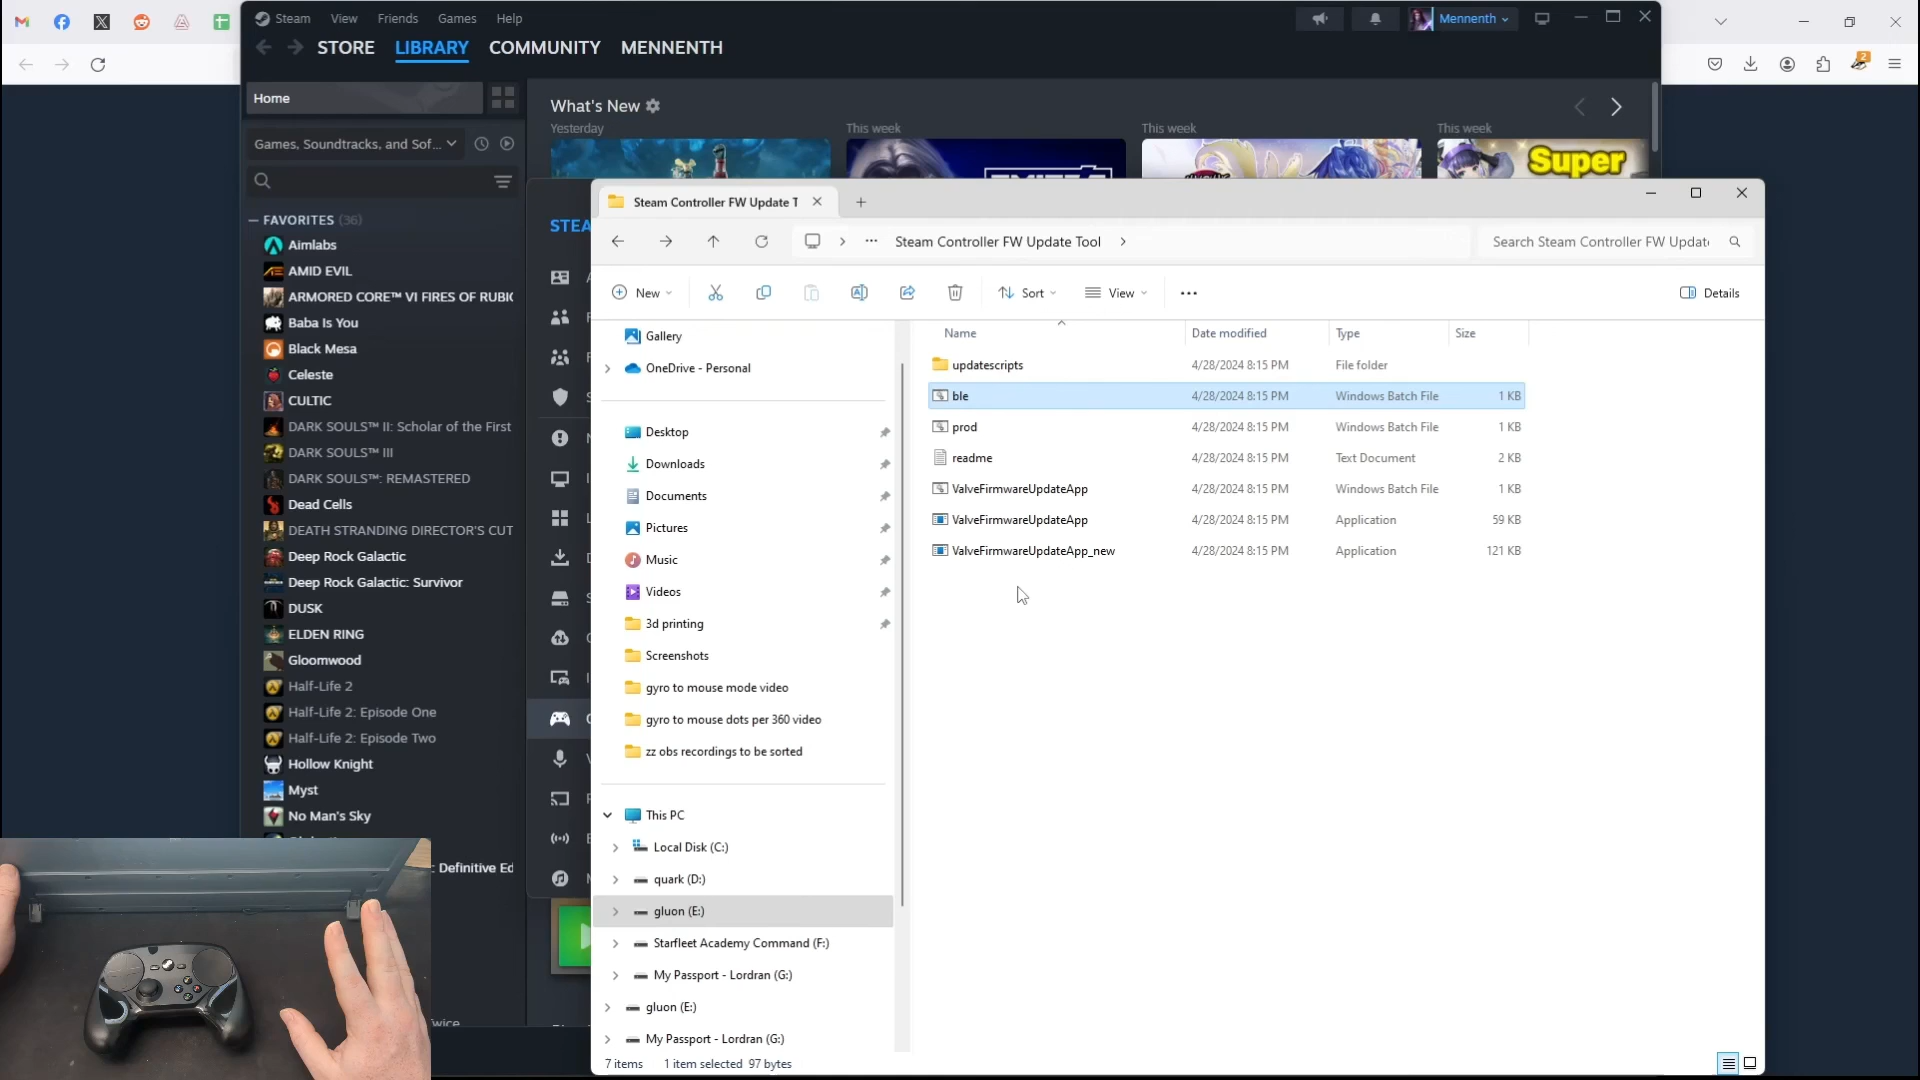 Steam View Friends Games Help
Mennenth
STORE LIBRARY COMMUNITY MENNENTH
2
Home
What's New
Games, Soundtracks, and Sof...
Yesterday
This week
This week
This week
Super
FAVORITES (36)
Aimlabs
AMID EVIL
ARMORED CORE™ VI FIRES OF RUBIC
Baba Is You
Black Mesa
Celeste
CULTIC
DARK SOULS™ II: Scholar of the First
DARK SOULS™ III
DARK SOULS™: REMASTERED
Dead Cells
DEATH STRANDING DIRECTOR'S CUT
Deep Rock Galactic
Deep Rock Galactic: Survivor
DUSK
ELDEN RING
Gloomwood
Half-Life 2
Half-Life 2: Episode One
Half-Life 2: Episode Two
Hollow Knight
Myst
No Man's Sky
: Definitive Ed
STEA
Steam Controller FW Update T
Steam Controller FW Update Tool
Search Steam Controller FW Updat
New
Sort
View
Details
Gallery
OneDrive - Personal
Desktop
Downloads
Documents
Pictures
Music
Videos
3d printing
Screenshots
gyro to mouse mode video
gyro to mouse dots per 360 video
zz obs recordings to be sorted
This PC
Local Disk (C:)
quark (D:)
gluon (E:)
Starfleet Academy Command (F:)
My Passport - Lordran (G:)
gluon (E:)
My Passport - Lordran (G:)
Name Date modified Type Size
updatescripts 4/28/2024 8:15 PM File folder
ble 4/28/2024 8:15 PM Windows Batch File 1 KB
prod 4/28/2024 8:15 PM Windows Batch File 1 KB
readme 4/28/2024 8:15 PM Text Document 2 KB
ValveFirmwareUpdateApp 4/28/2024 8:15 PM Windows Batch File 1 KB
ValveFirmwareUpdateApp 4/28/2024 8:15 PM Application 59 KB
ValveFirmwareUpdateApp_new 4/28/2024 8:15 PM Application 121 KB
7 items 1 item selected 97 bytes